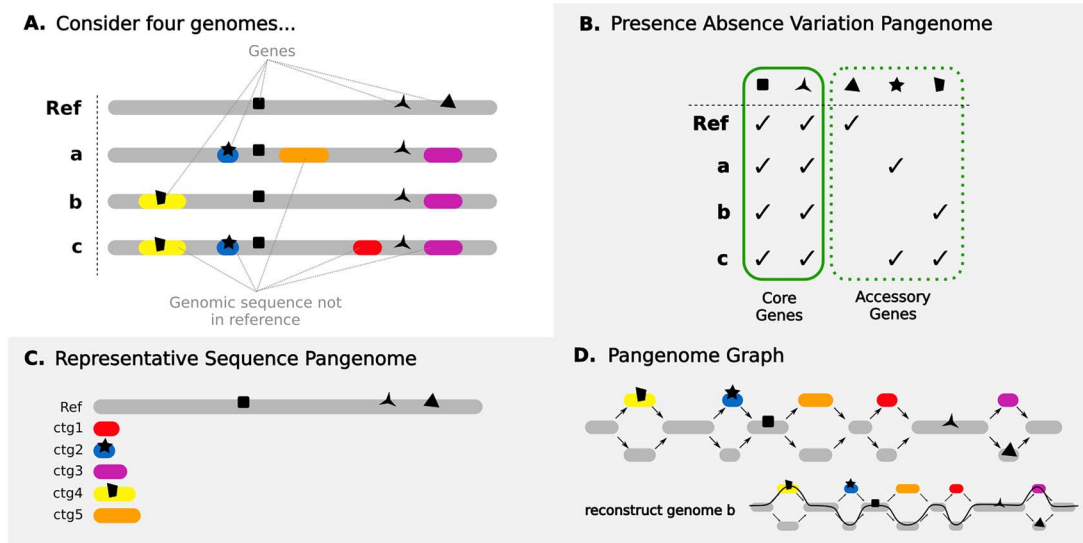 A. Consider four genomes...
Genes
Ref
a
b
c
Genomic sequence not
in reference
B. Presence Absence Variation Pangenome
Ref
a
b
c
Core
Genes
Accessory
Genes
C. Representative Sequence Pangenome
Ref
ctg1
ctg2
ctg3
ctg4
ctg5
D. Pangenome Graph
reconstruct genome b